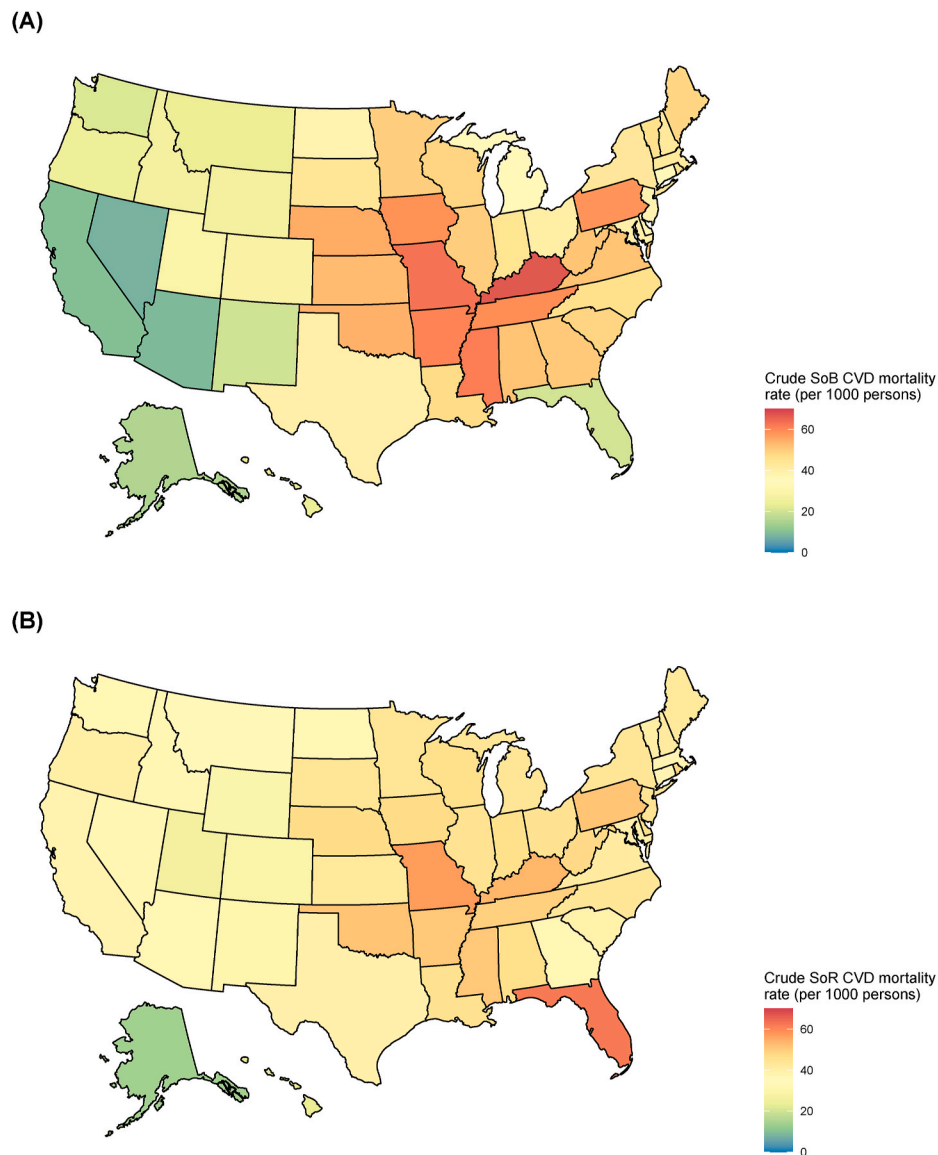 (A)
Crude SoB CVD mortality
rate (per 1000 persons)
60
40
20
0
(B)
Crude SoR CVD mortality
rate (per 1000 persons)
60
40
20
0